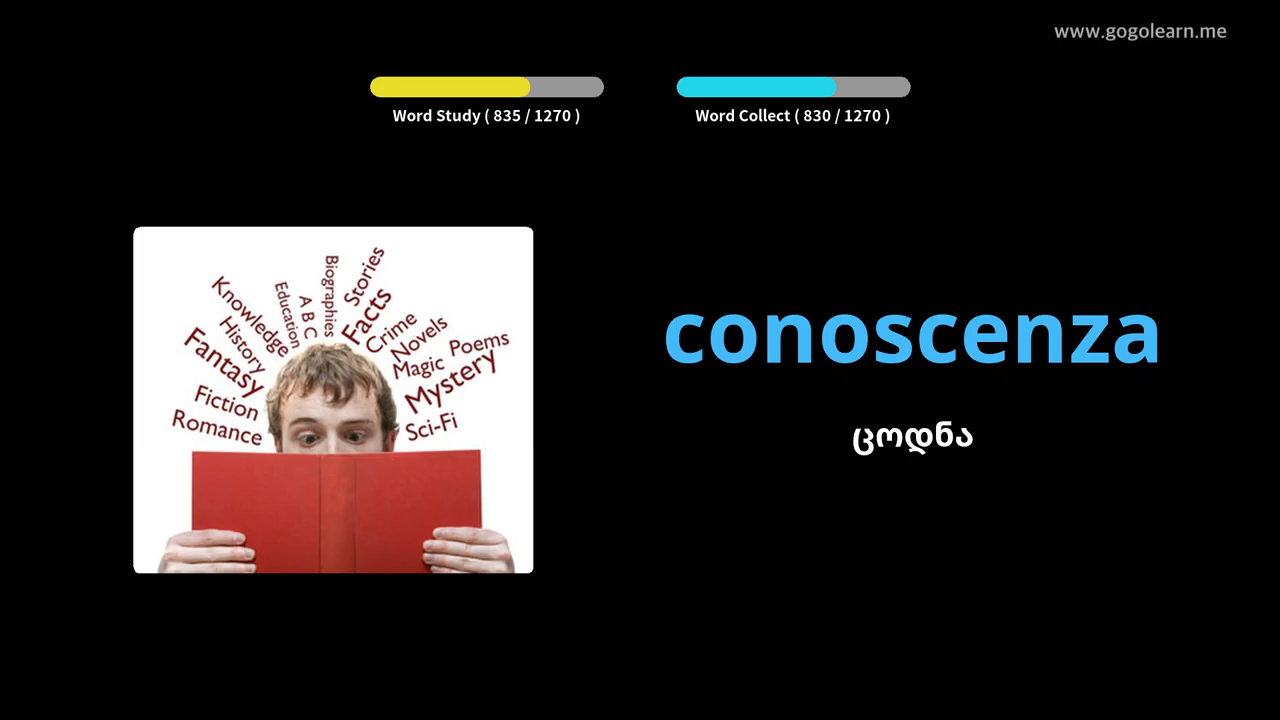 www.gogolearn.me
Word Study ( 835 / 1270 )
Word Collect ( 830 / 1270 )
Knowledge
Education
A B C
Biographies
Stories
Facts
Crime
Novels
Poems
Magic
Mystery
Sci-Fi
History
Fantasy
Fiction
Romance
conoscenza
ცოდნა